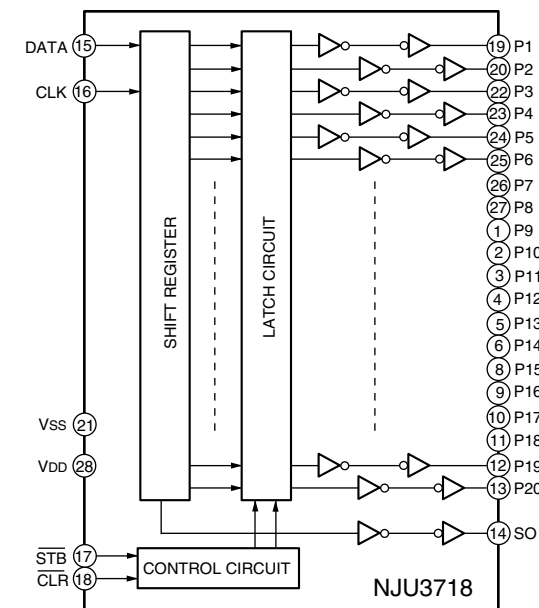 DATA 15
CLK 16
VSS 21
VDD 28
STB 17
CLR 18
SHIFT REGISTER
LATCH CIRCUIT
CONTROL CIRCUIT
19 P1
20 P2
22 P3
23 P4
24 P5
25 P6
26 P7
27 P8
1 P9
2 P10
3 P11
4 P12
5 P13
6 P14
8 P15
9 P16
10 P17
11 P18
12 P19
13 P20
14 SO
NJU3718